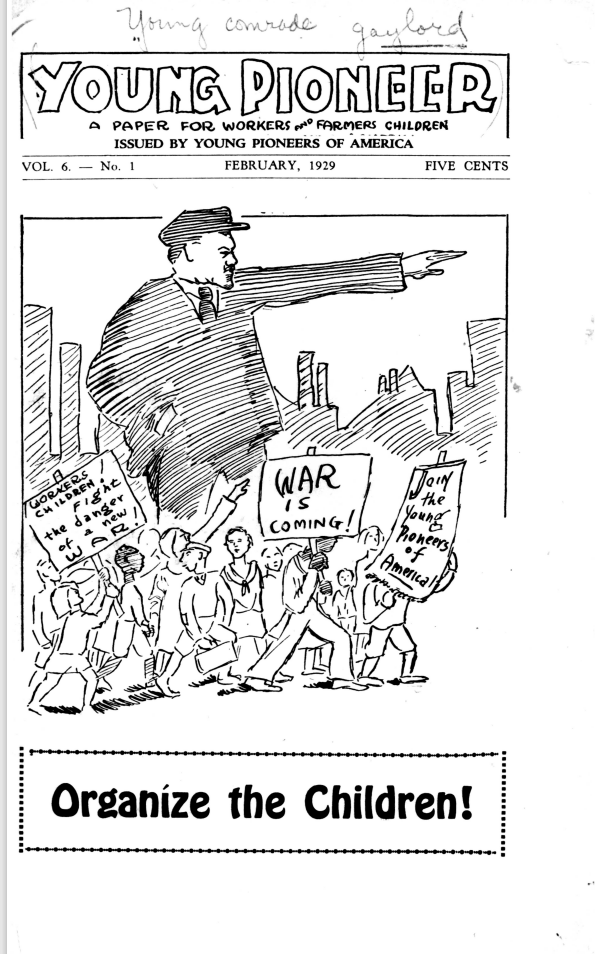 Young comrade gaylord
YOUNG PIONEER
A PAPER FOR WORKERS AND FARMERS CHILDREN
ISSUED BY YOUNG PIONEERS OF AMERICA
VOL. 6. — No. 1 FEBRUARY, 1929 FIVE CENTS
A
WORKERS
CHILDREN!
Fight
the danger
of a new
WAR!
WAR
IS
COMING!
JOIN
the
Young
Pioneers
of
America!
Organize the Children!